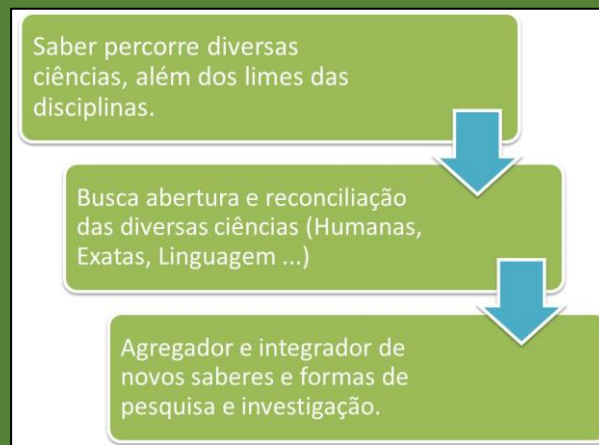 Saber percorre diversas
ciências, além dos limes das
disciplinas.
Busca abertura e reconciliação
das diversas ciências (Humanas,
Exatas, Linguagem ...)
Agregador e integrador de
novos saberes e formas de
pesquisa e investigação.